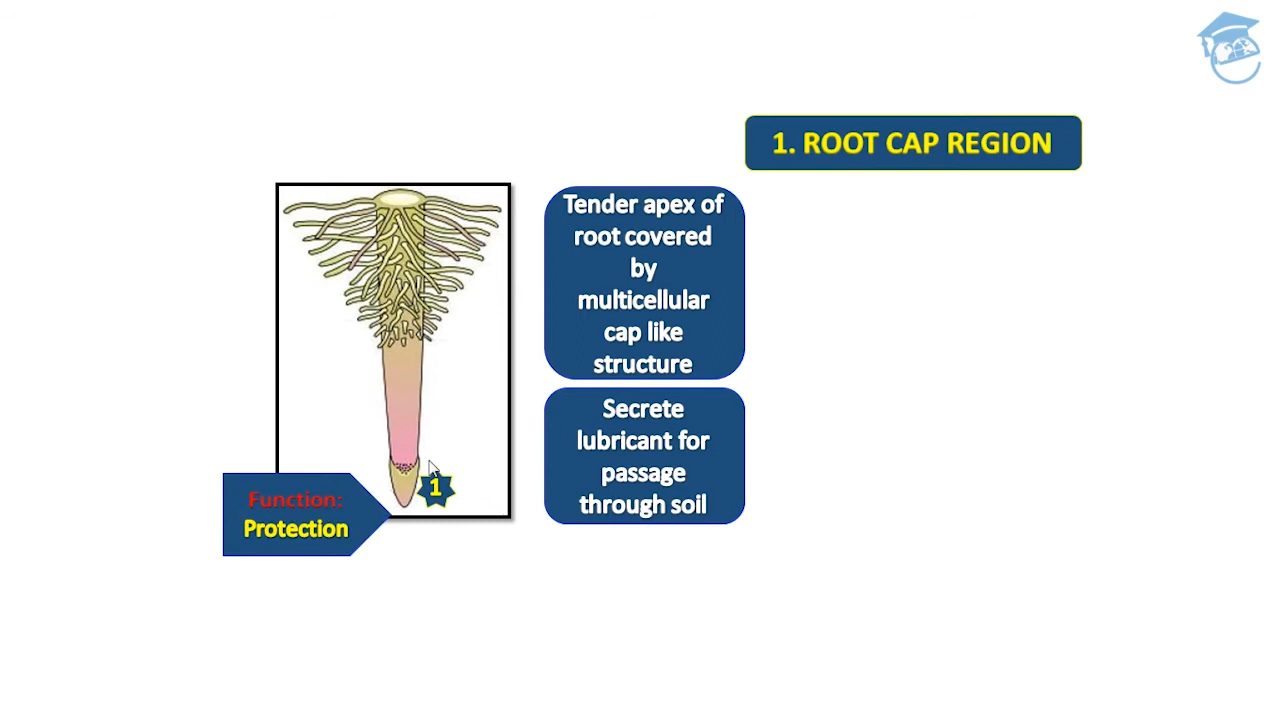 1. ROOT CAP REGION
Tender apex of
root covered
by
multicellular
cap like
structure
Secrete
lubricant for
passage
through soil
1
Function:
Protection